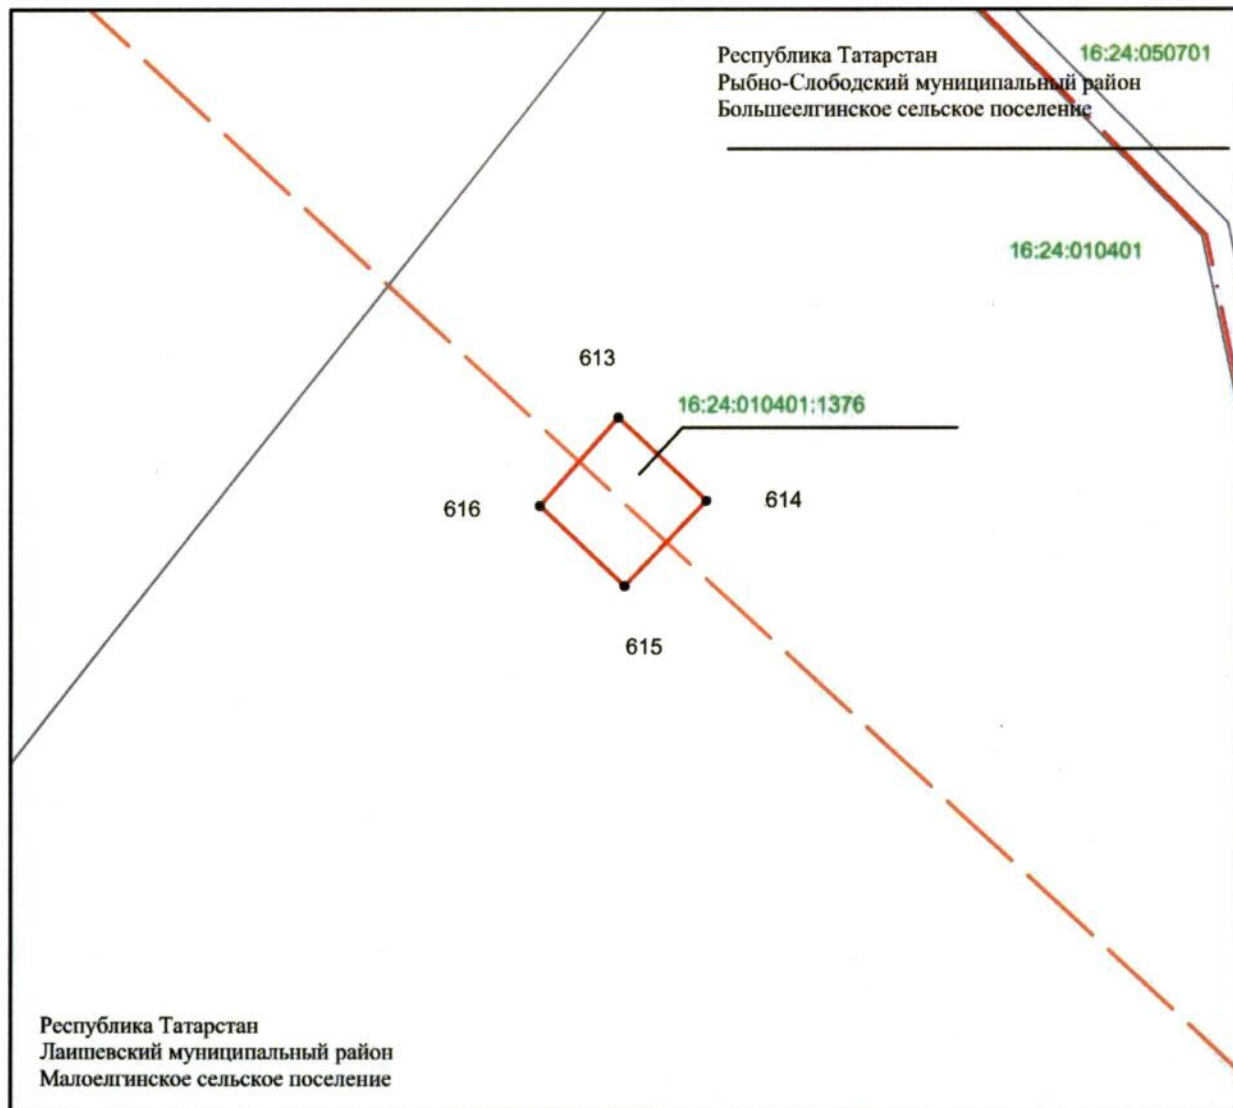 Республика Татарстан
16:24:050701
Рыбно-Слободский муниципальный район
Большеелгинское сельское поселение
16:24:010401
613
16:24:010401:1376
616
614
615
Республика Татарстан
Лаишевский муниципальный район
Малоелгинское сельское поселение